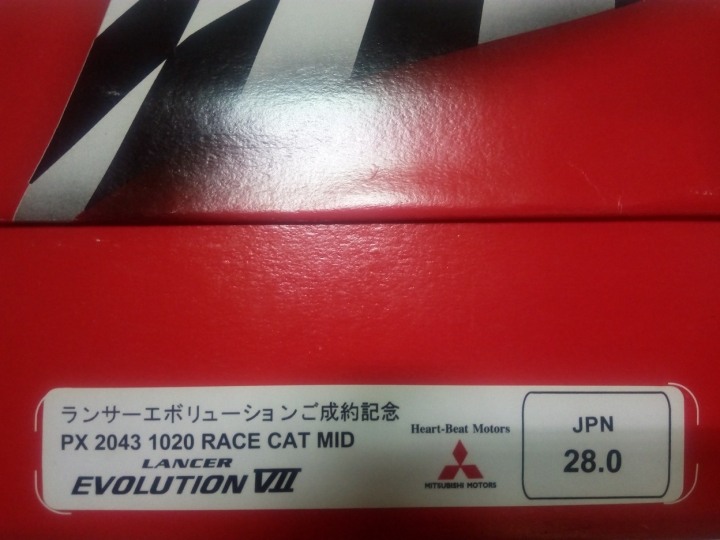 ランサーエボリューションご成約記念
PX 2043 1020 RACE CAT MID
LANCER
EVOLUTION VII
Heart-Beat Motors
MITSUBISHI MOTORS
JPN
28.0